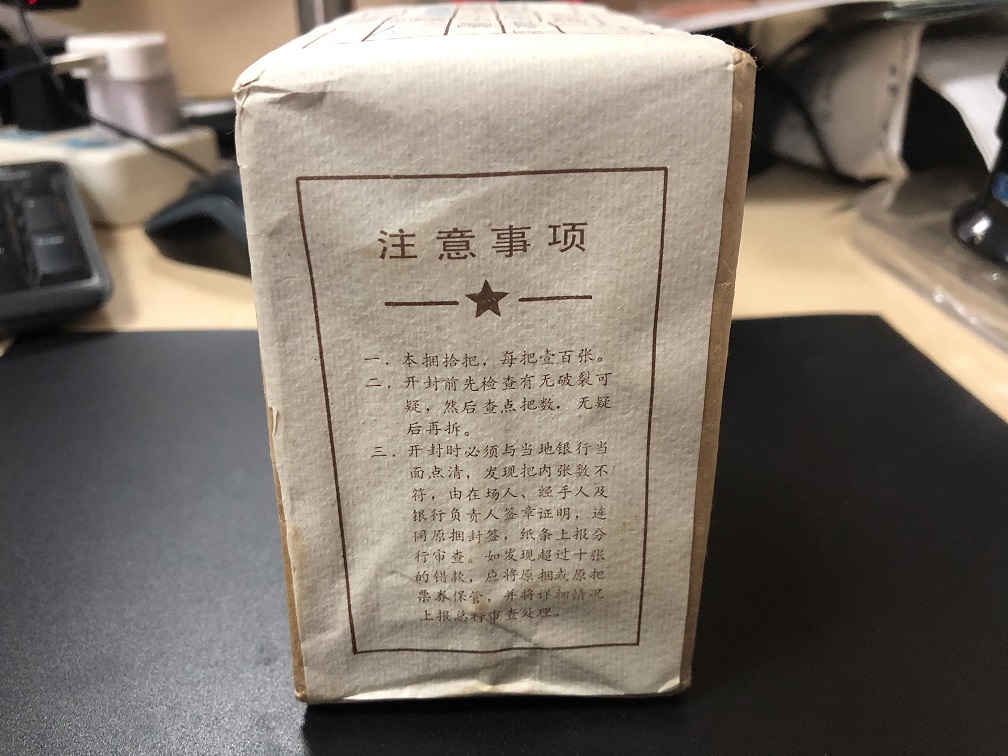 注意事项
一．本捆拾把，每把壹百张。
二．开封前先检查有无破裂可
疑，然后查点把数，无疑
后再拆。
三．开封时必须与当地银行当
面点清，发现把内张数不
符，由在场人、经手人及
银行负责人签章证明，连
同原捆封签，纸条上报分
行审查。如发现超过十张
的错款，应将原捆或原把
票券保管，并将详细情况
上报总行审查处理。